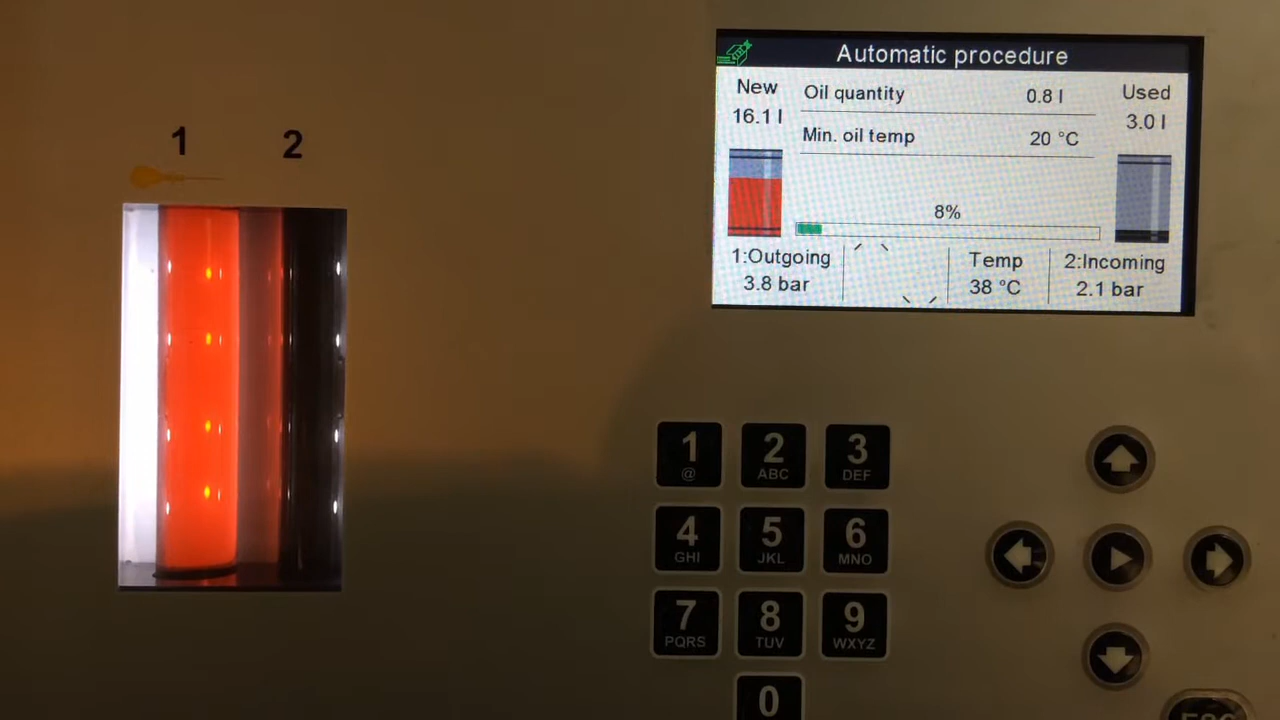 Automatic procedure
New
16.1 l
Oil quantity 0.8 l
Min. oil temp 20 °C
Used
3.0 l
8%
1:Outgoing
3.8 bar
Temp
38 °C
2:Incoming
2.1 bar
1 2
1 2 3
@ ABC DEF
4 5 6
GHI JKL MNO
7 8 9
PQRS TUV WXYZ
0